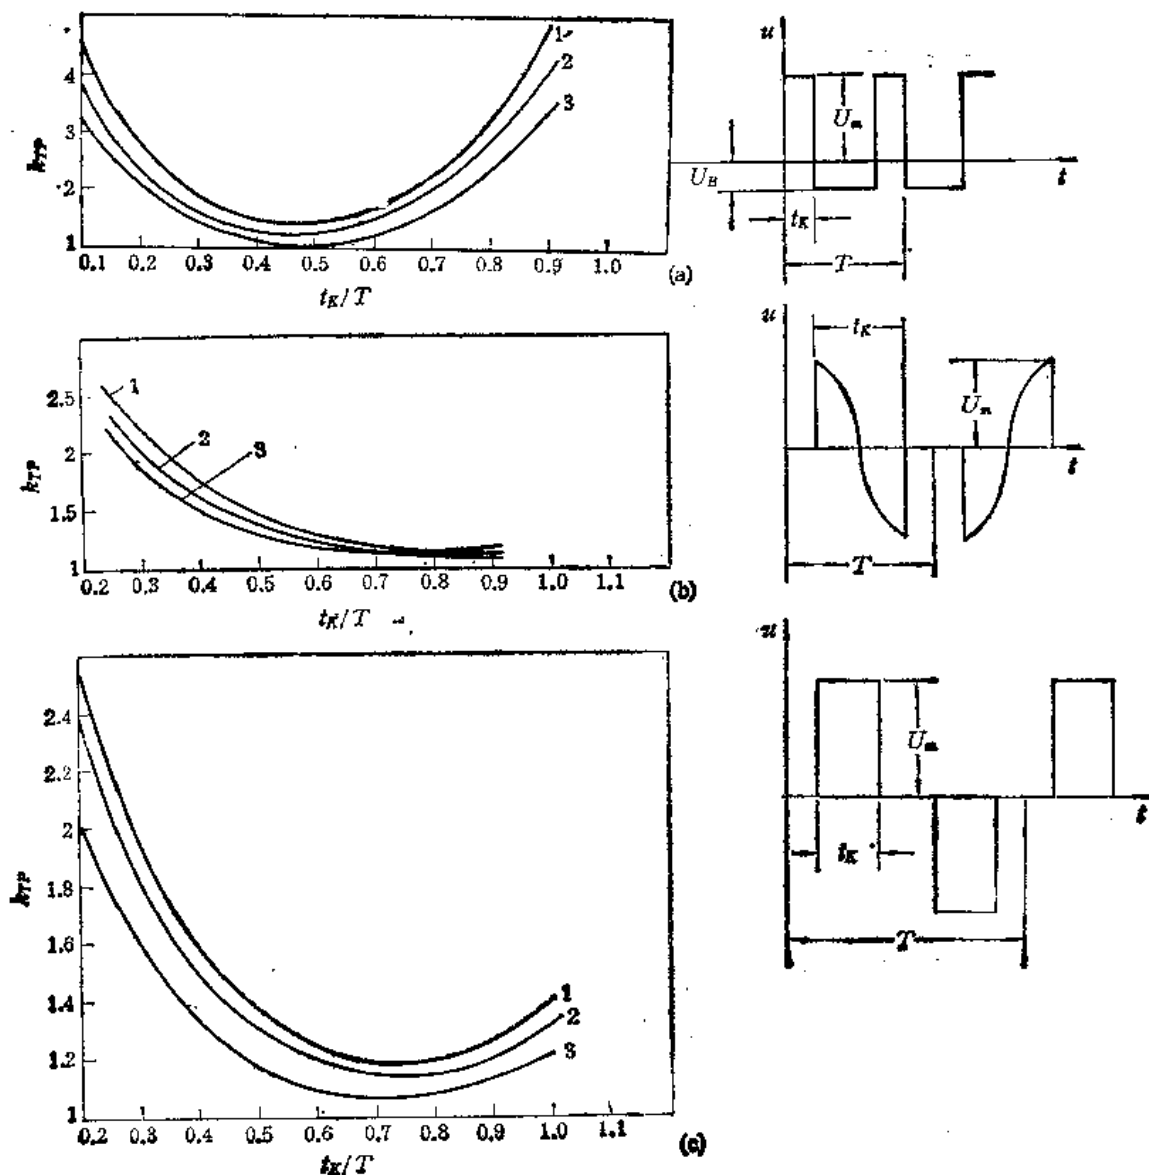 4
3
2
1
k_TP
0.1 0.2 0.3 0.4 0.5 0.6 0.7 0.8 0.9 1.0
t_K/T
1
2
3
(a)
u
U_m
U_B
t
t_K
T
2.5
2
1.5
1
k_TP
0.2 0.3 0.4 0.5 0.6 0.7 0.8 0.9 1.0 1.1
t_K/T
1
2
3
(b)
u
t_K
U_m
t
T
2.4
2.2
2
1.8
1.6
1.4
1.2
1
k_TP
0.2 0.3 0.4 0.5 0.6 0.7 0.8 0.9 1.0 1.1
t_K/T
1
2
3
(c)
u
U_m
t
t_K
T